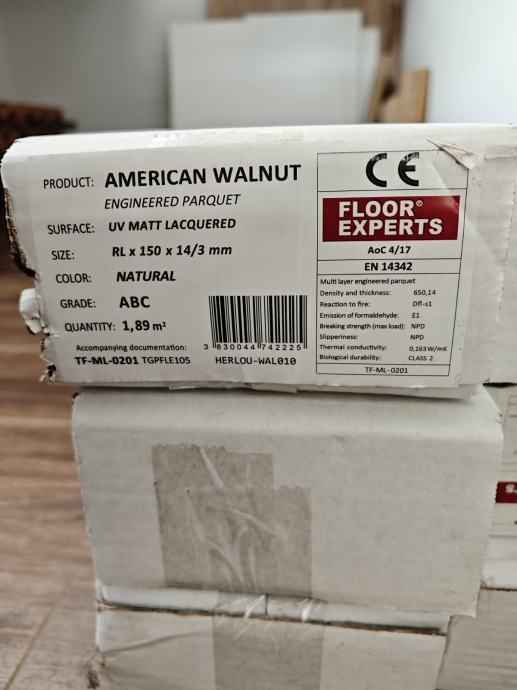 PRODUCT: AMERICAN WALNUT
ENGINEERED PARQUET
SURFACE: UV MATT LACQUERED
SIZE: RL x 150 x 14/3 mm
COLOR: NATURAL
GRADE: ABC
QUANTITY: 1,89 m²
3 830044 742225
Accompanying documentation:
TF-ML-0201 TGPFLE105 HERLOU-WAL010
CE
FLOOR®
EXPERTS
AoC 4/17
EN 14342
Multi layer engineered parquet
Density and thickness: 650,14
Reaction to fire: Dfl-s1
Emission of formaldehyde: E1
Breaking strength (max load): NPD
Slipperiness: NPD
Thermal conductivity: 0,163 W/mK
Biological durability: CLASS 2
TF-ML-0201